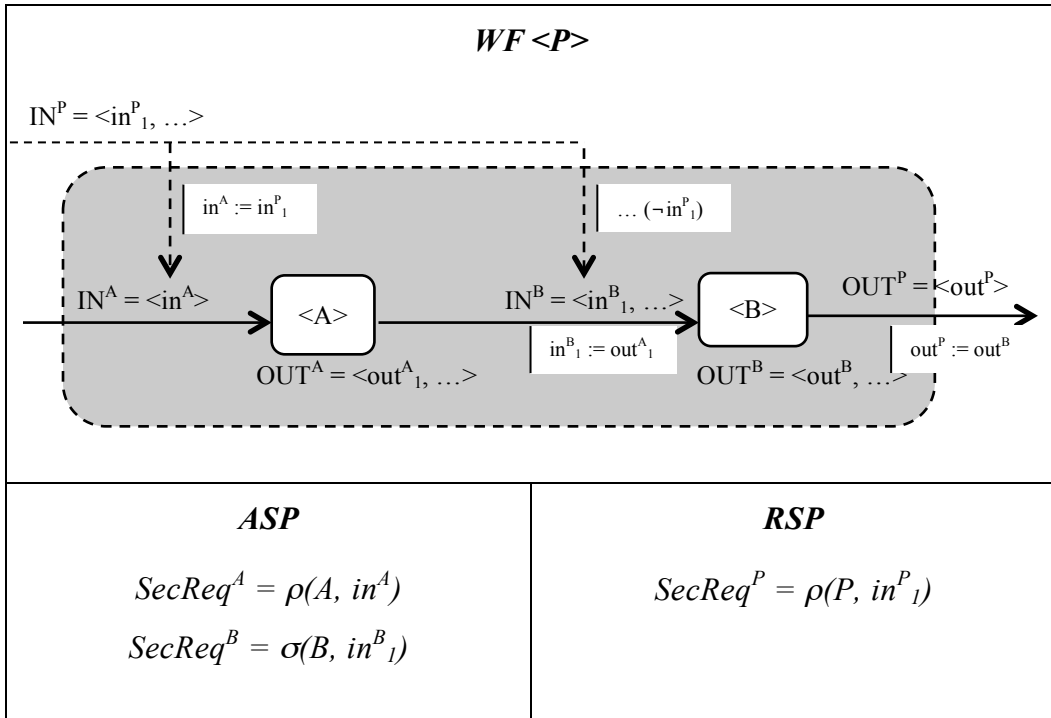 WF <P>
IN^P = <in^P_1, …>
in^A := in^P_1
… (¬in^P_1)
IN^A = <in^A>
<A>
IN^B = <in^B_1, …>
<B>
OUT^P = <out^P>
in^B_1 := out^A_1
out^P := out^B
OUT^A = <out^A_1, …>
OUT^B = <out^B, …>
ASP
SecReq^A = ρ(A, in^A)
SecReq^B = σ(B, in^B_1)
RSP
SecReq^P = ρ(P, in^P_1)